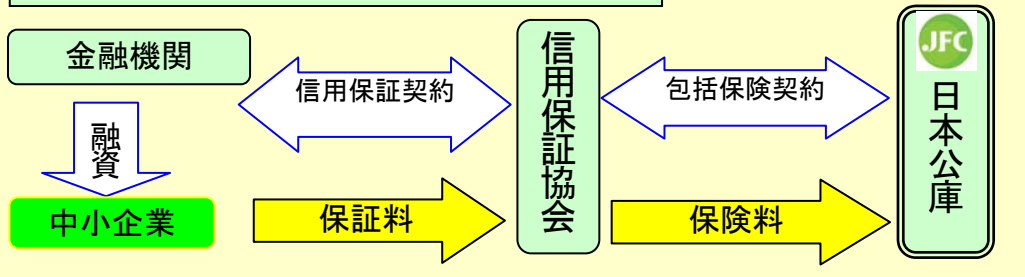 金融機関
信用保証契約
信用保証協会
包括保険契約
JFC
日本公庫
融資
中小企業
保証料
保険料